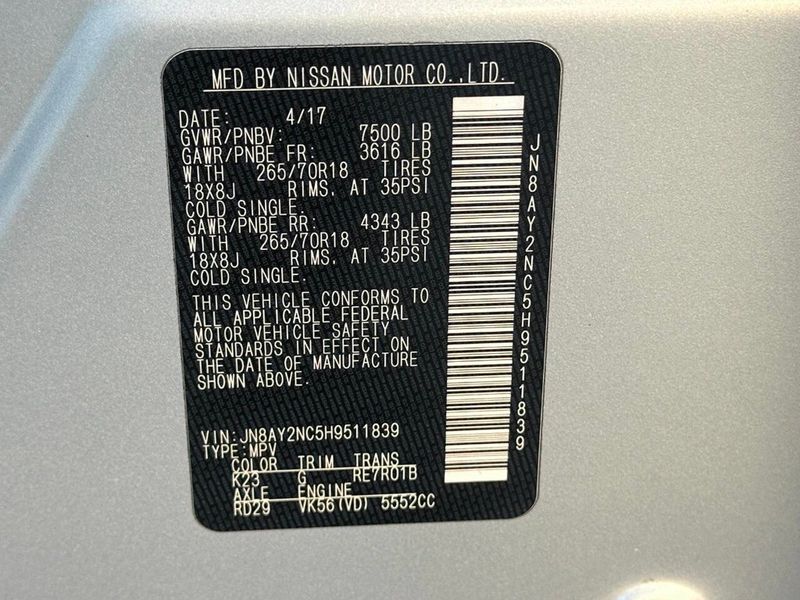 MFD BY NISSAN MOTOR CO.,LTD.
DATE: 4/17
GVWR/PNBV: 7500 LB
GAWR/PNBE FR: 3616 LB
WITH 265/70R18 TIRES
18X8J RIMS. AT 35PSI
COLD SINGLE.
GAWR/PNBE RR: 4343 LB
WITH 265/70R18 TIRES
18X8J RIMS. AT 35PSI
COLD SINGLE.
THIS VEHICLE CONFORMS TO
ALL APPLICABLE FEDERAL
MOTOR VEHICLE SAFETY
STANDARDS IN EFFECT ON
THE DATE OF MANUFACTURE
SHOWN ABOVE.
VIN:JN8AY2NC5H9511839
TYPE:MPV
COLOR TRIM TRANS
K23 G RE7R01B
AXLE ENGINE
RD29 VK56(VD) 5552CC
JN8AY2NC5H9511839